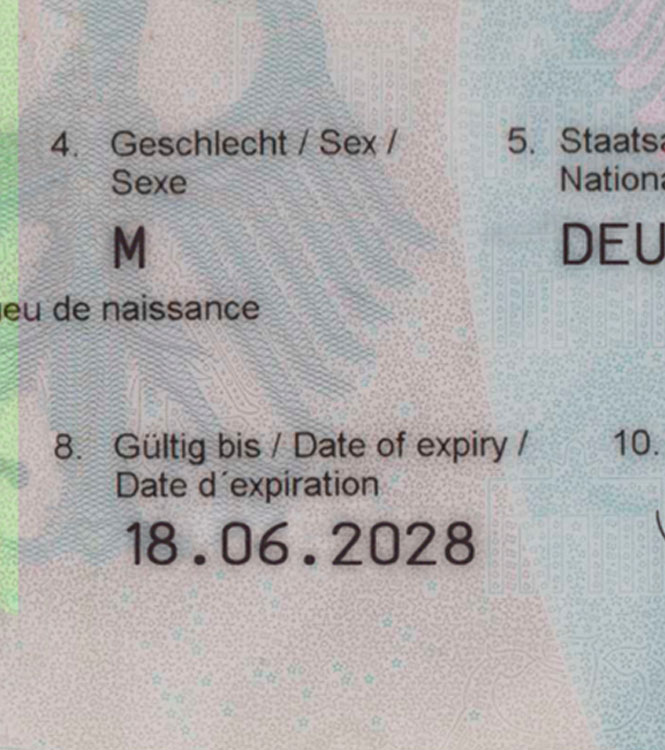 4. Geschlecht / Sex /
Sexe
M
5. Staatsa
Nationa
DEU
ieu de naissance
8. Gültig bis / Date of expiry /
Date d´expiration
18.06.2028
10.